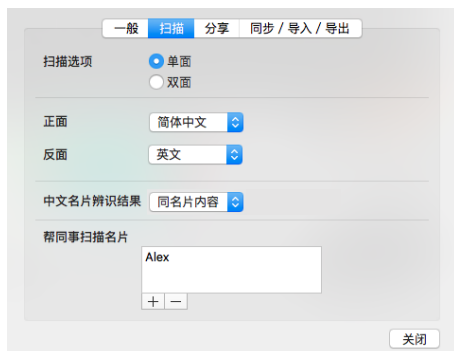 一般 扫描 分享 同步 / 导入 / 导出
扫描选项 单面
双面
正面 简体中文
反面 英文
中文名片辨识结果 同名片内容
帮同事扫描名片
Alex
+ −
关闭